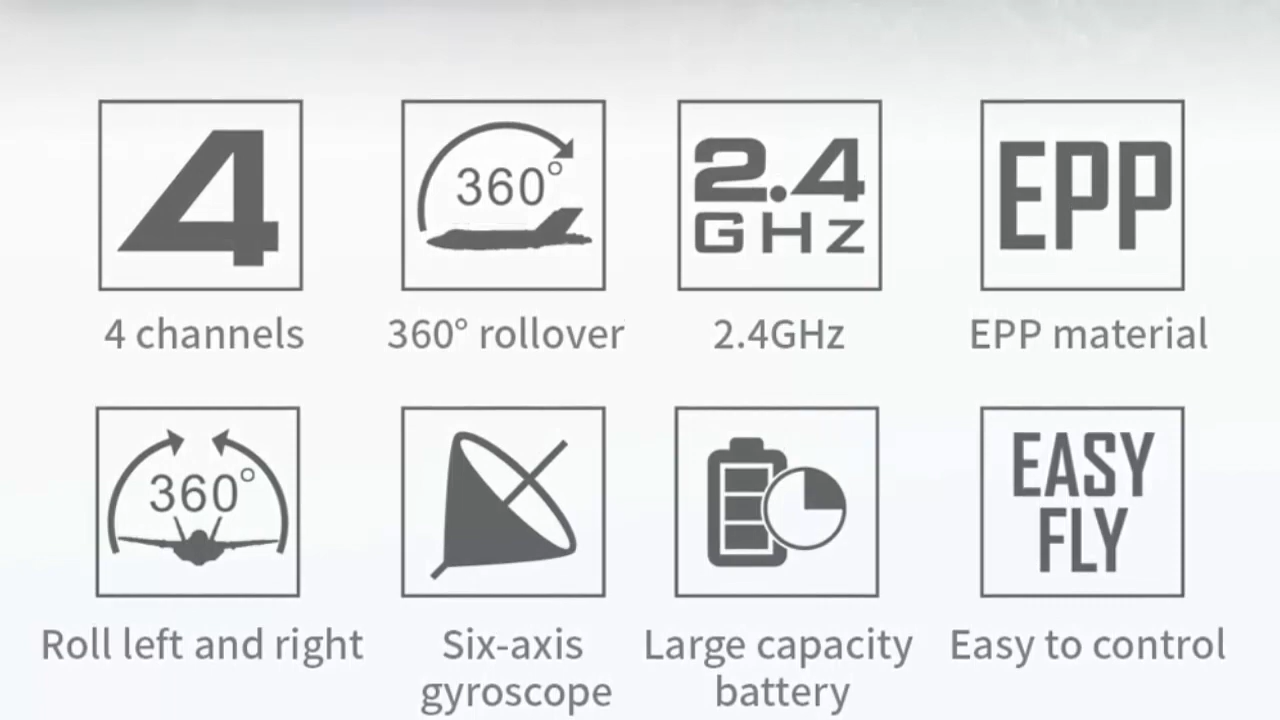 4
360°
2.4
GHz
EPP
4 channels
360° rollover
2.4GHz
EPP material
360°
EASY
FLY
Roll left and right
Six-axis
gyroscope
Large capacity
battery
Easy to control